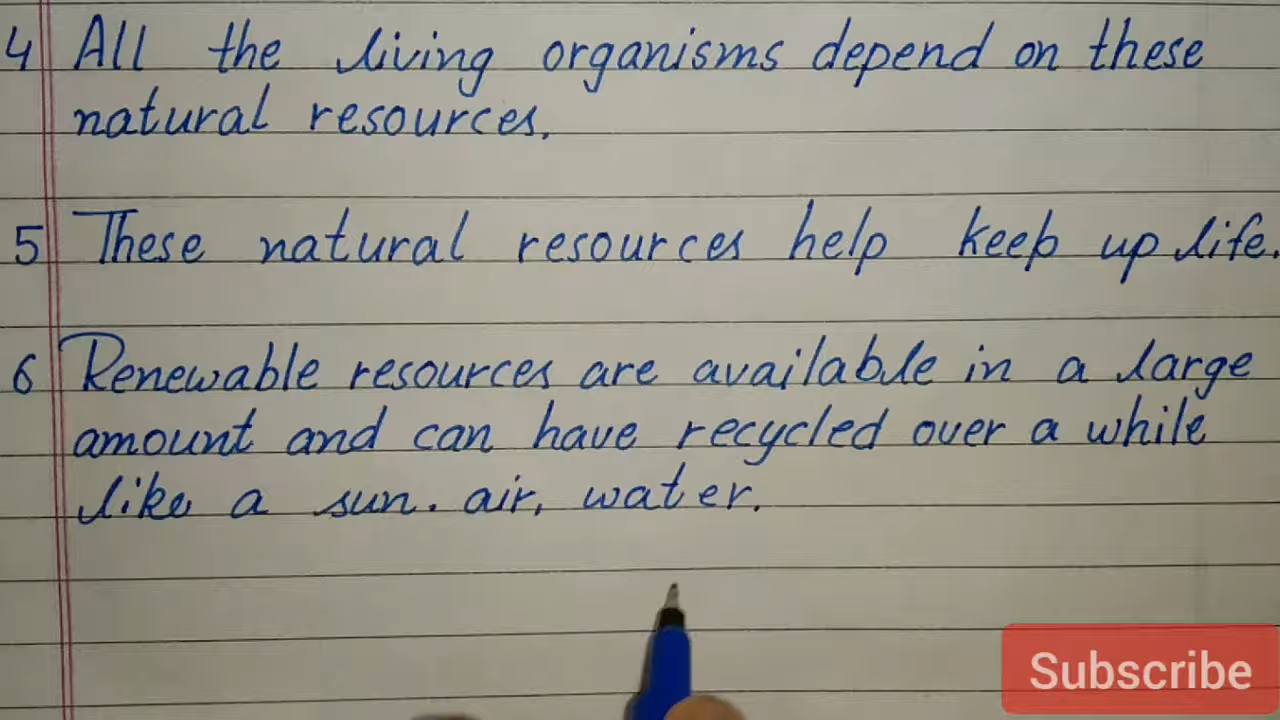 4 All the living organisms depend on these
natural resources.
5 These natural resources help keep up life.
6 Renewable resources are available in a large
amount and can have recycled over a while
like a sun. air, water.
Subscribe